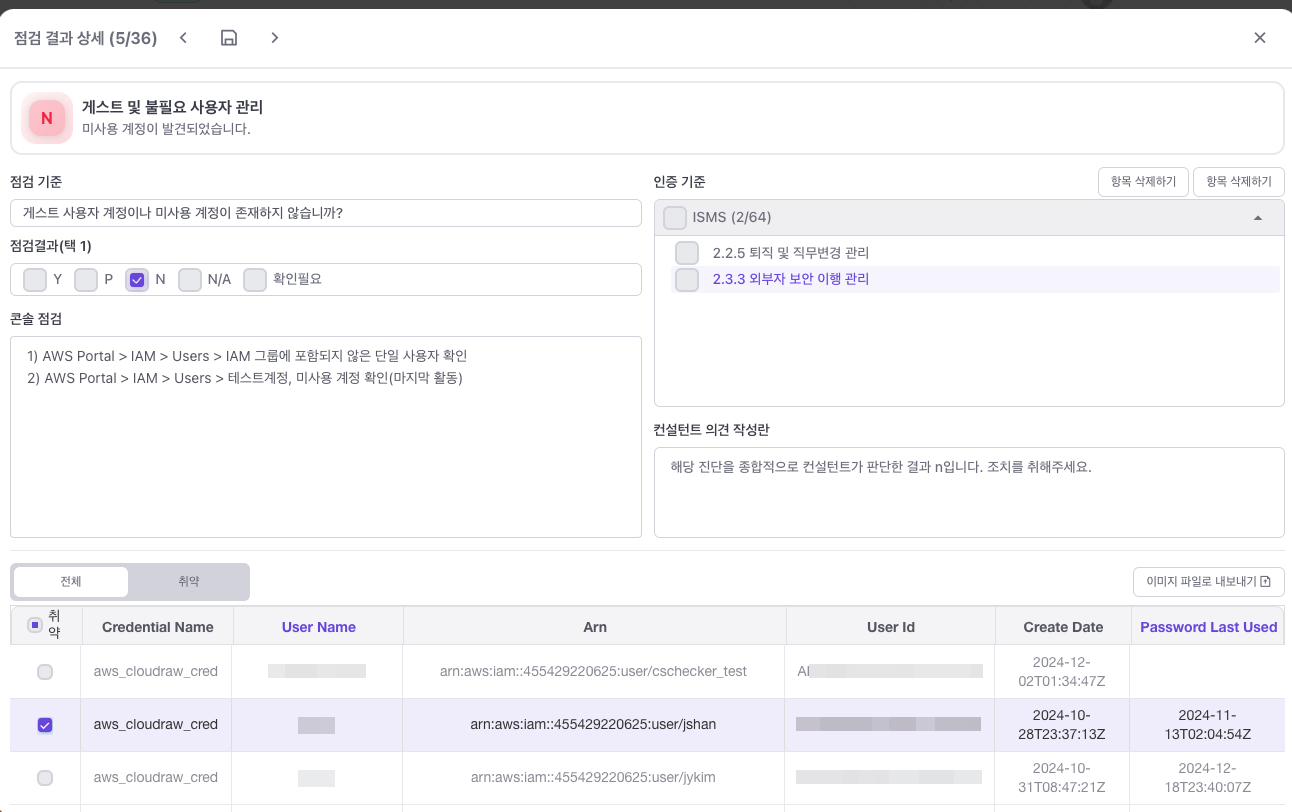 점검 결과 상세 (5/36)
N
게스트 및 불필요 사용자 관리
미사용 계정이 발견되었습니다.
점검 기준
게스트 사용자 계정이나 미사용 계정이 존재하지 않습니까?
점검결과(택 1)
Y P N N/A 확인필요
콘솔 점검
1) AWS Portal > IAM > Users > IAM 그룹에 포함되지 않은 단일 사용자 확인
2) AWS Portal > IAM > Users > 테스트계정, 미사용 계정 확인(마지막 활동)
인증 기준
항목 삭제하기 항목 삭제하기
ISMS (2/64)
2.2.5 퇴직 및 직무변경 관리
2.3.3 외부자 보안 이행 관리
컨설턴트 의견 작성란
해당 진단을 종합적으로 컨설턴트가 판단한 결과 n입니다. 조치를 취해주세요.
전체 취약
이미지 파일로 내보내기
취
약
Credential Name User Name Arn User Id Create Date Password Last Used
aws_cloudraw_cred arn:aws:iam::455429220625:user/cschecker_test AI 2024-12-
02T01:34:47Z
aws_cloudraw_cred arn:aws:iam::455429220625:user/jshan 2024-10- 2024-11-
28T23:37:13Z 13T02:04:54Z
aws_cloudraw_cred arn:aws:iam::455429220625:user/jykim 2024-10- 2024-12-
31T08:47:21Z 18T23:40:07Z